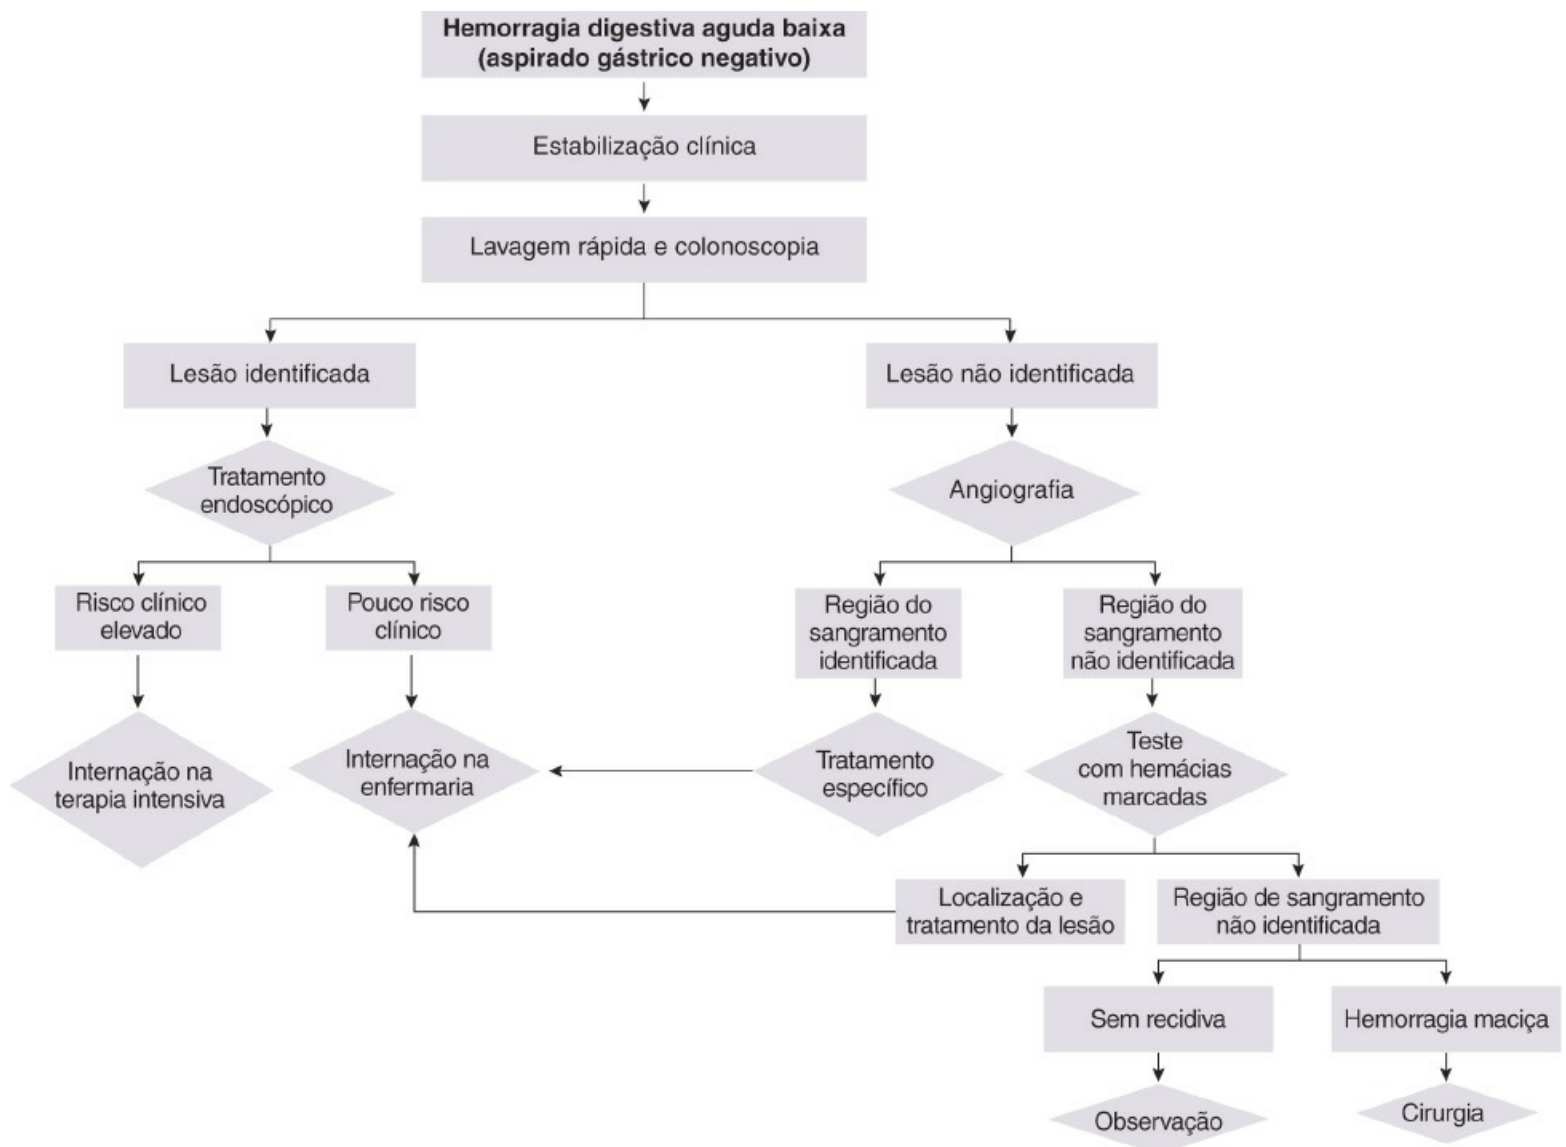 Hemorragia digestiva aguda baixa
(aspirado gástrico negativo)
Estabilização clínica
Lavagem rápida e colonoscopia
Lesão identificada
Lesão não identificada
Tratamento
endoscópico
Angiografia
Risco clínico
elevado
Pouco risco
clínico
Região do
sangramento
identificada
Região do
sangramento
não identificada
Internação na
terapia intensiva
Internação na
enfermaria
Tratamento
específico
Teste
com hemácias
marcadas
Localização e
tratamento da lesão
Região de sangramento
não identificada
Sem recidiva
Hemorragia maciça
Observação
Cirurgia